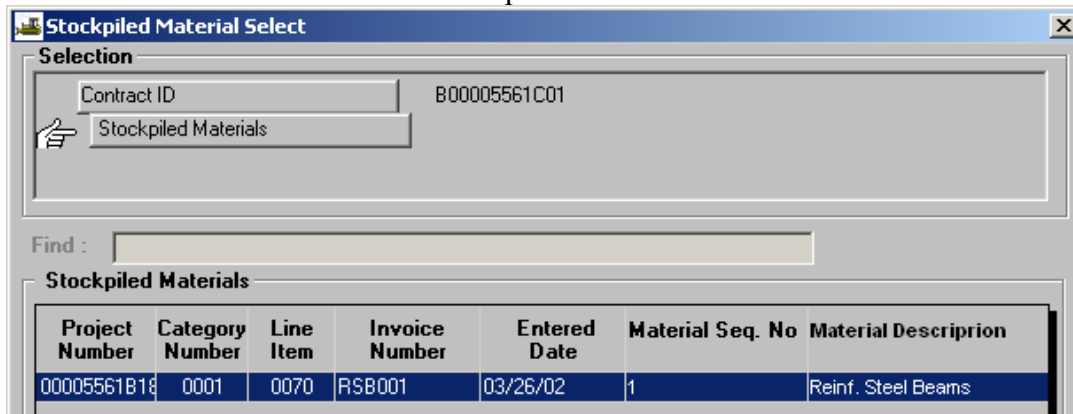 Stockpiled Material Select
Selection
Contract ID B00005561C01
Stockpiled Materials
Find :
Stockpiled Materials
Project Number Category Number Line Item Invoice Number Entered Date Material Seq. No Material Descriprion
00005561B18 0001 0070 RSB001 03/26/02 1 Reinf. Steel Beams